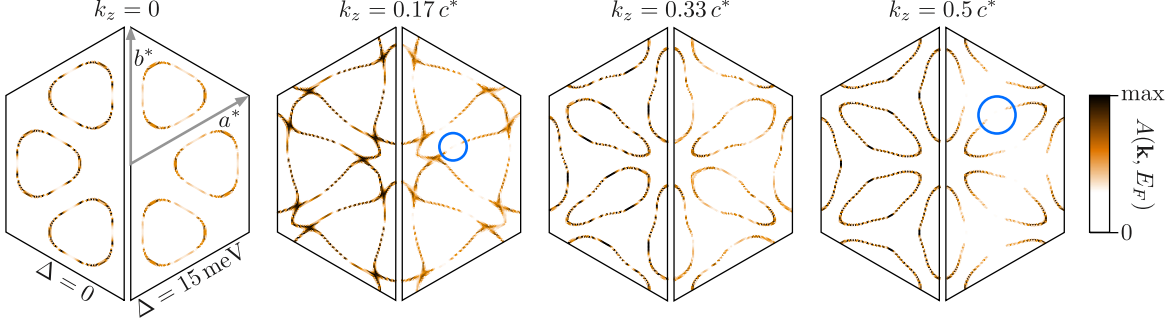 k_z = 0
k_z = 0.17 c*
k_z = 0.33 c*
k_z = 0.5 c*
b*
a*
Δ = 0
Δ = 15 meV
max
0
A(k, E_F)